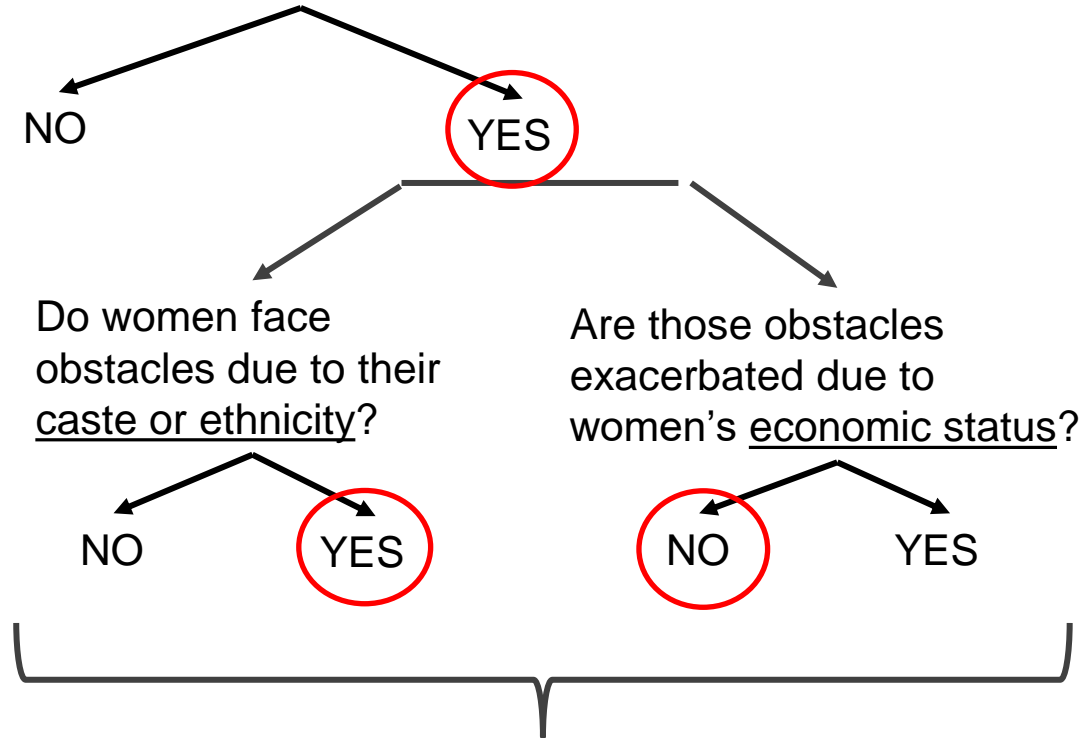 NO
YES
Do women face
obstacles due to their
caste or ethnicity?
NO
YES
Are those obstacles
exacerbated due to
women’s economic status?
NO
YES